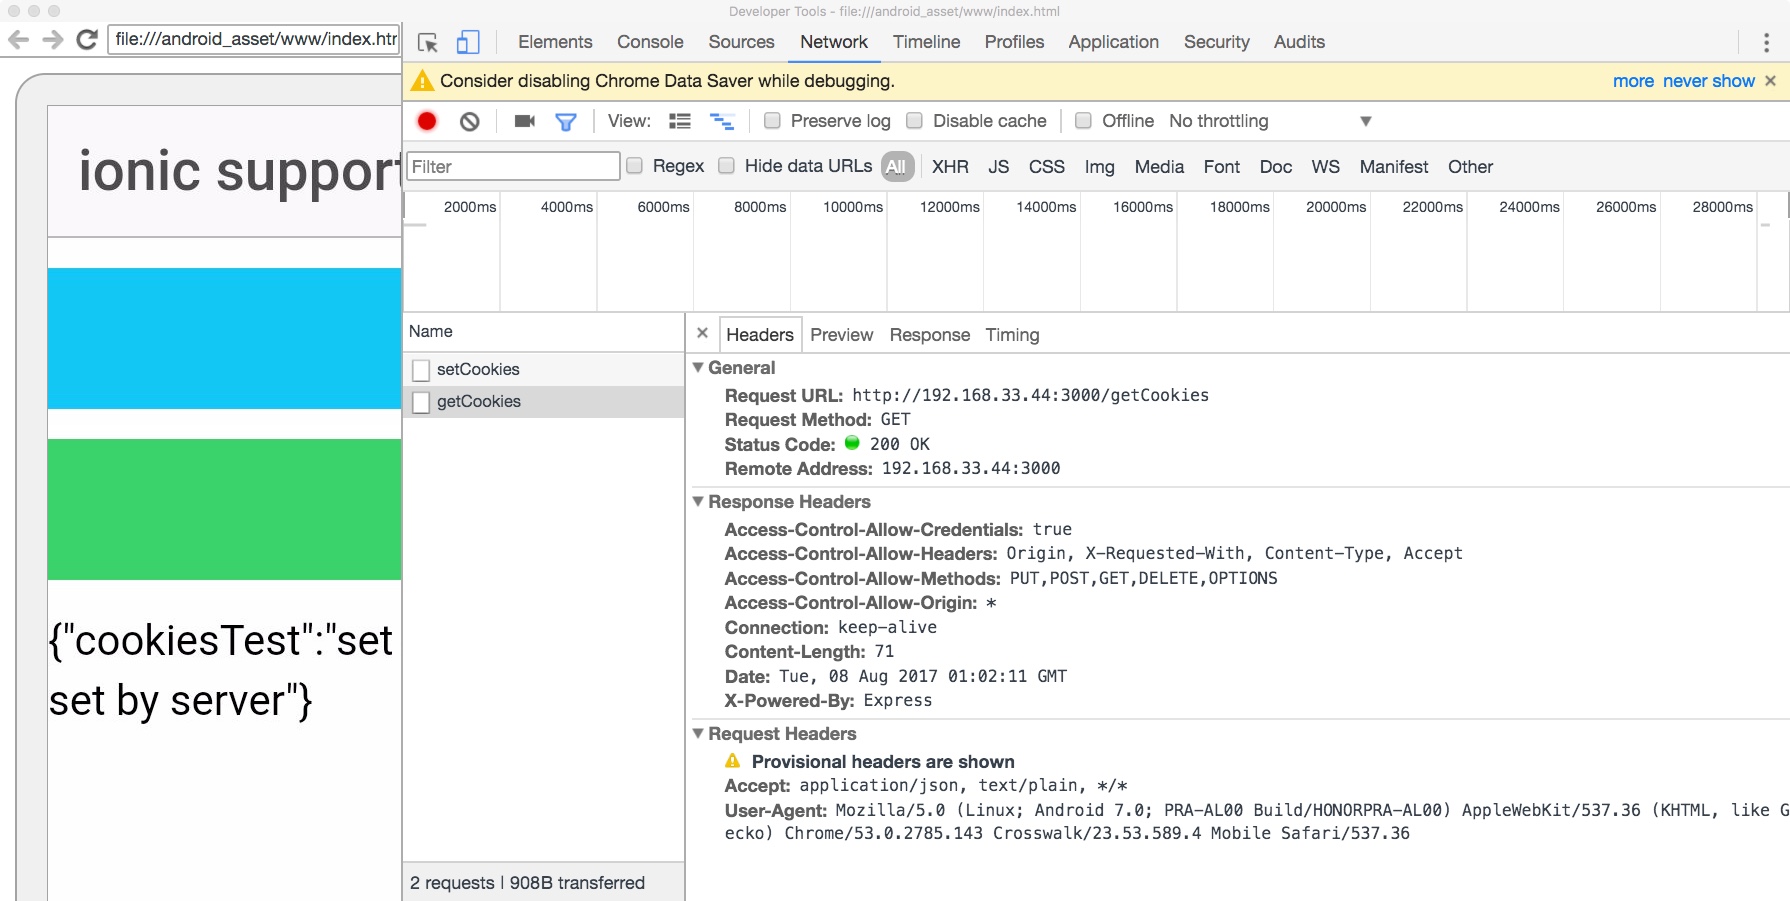 Developer Tools - file:///android_asset/www/index.html
file:///android_asset/www/index.htr
Elements Console Sources Network Timeline Profiles Application Security Audits
Consider disabling Chrome Data Saver while debugging. more never show
View: Preserve log Disable cache Offline No throttling
Filter Regex Hide data URLs All XHR JS CSS Img Media Font Doc WS Manifest Other
2000ms 4000ms 6000ms 8000ms 10000ms 12000ms 14000ms 16000ms 18000ms 20000ms 22000ms 24000ms 26000ms 28000ms
ionic support
{"cookiesTest":"set
set by server"}
Name
setCookies
getCookies
2 requests | 908B transferred
Headers Preview Response Timing
General
Request URL: http://192.168.33.44:3000/getCookies
Request Method: GET
Status Code: 200 OK
Remote Address: 192.168.33.44:3000
Response Headers
Access-Control-Allow-Credentials: true
Access-Control-Allow-Headers: Origin, X-Requested-With, Content-Type, Accept
Access-Control-Allow-Methods: PUT,POST,GET,DELETE,OPTIONS
Access-Control-Allow-Origin: *
Connection: keep-alive
Content-Length: 71
Date: Tue, 08 Aug 2017 01:02:11 GMT
X-Powered-By: Express
Request Headers
Provisional headers are shown
Accept: application/json, text/plain, */*
User-Agent: Mozilla/5.0 (Linux; Android 7.0; PRA-AL00 Build/HONORPRA-AL00) AppleWebKit/537.36 (KHTML, like G
ecko) Chrome/53.0.2785.143 Crosswalk/23.53.589.4 Mobile Safari/537.36